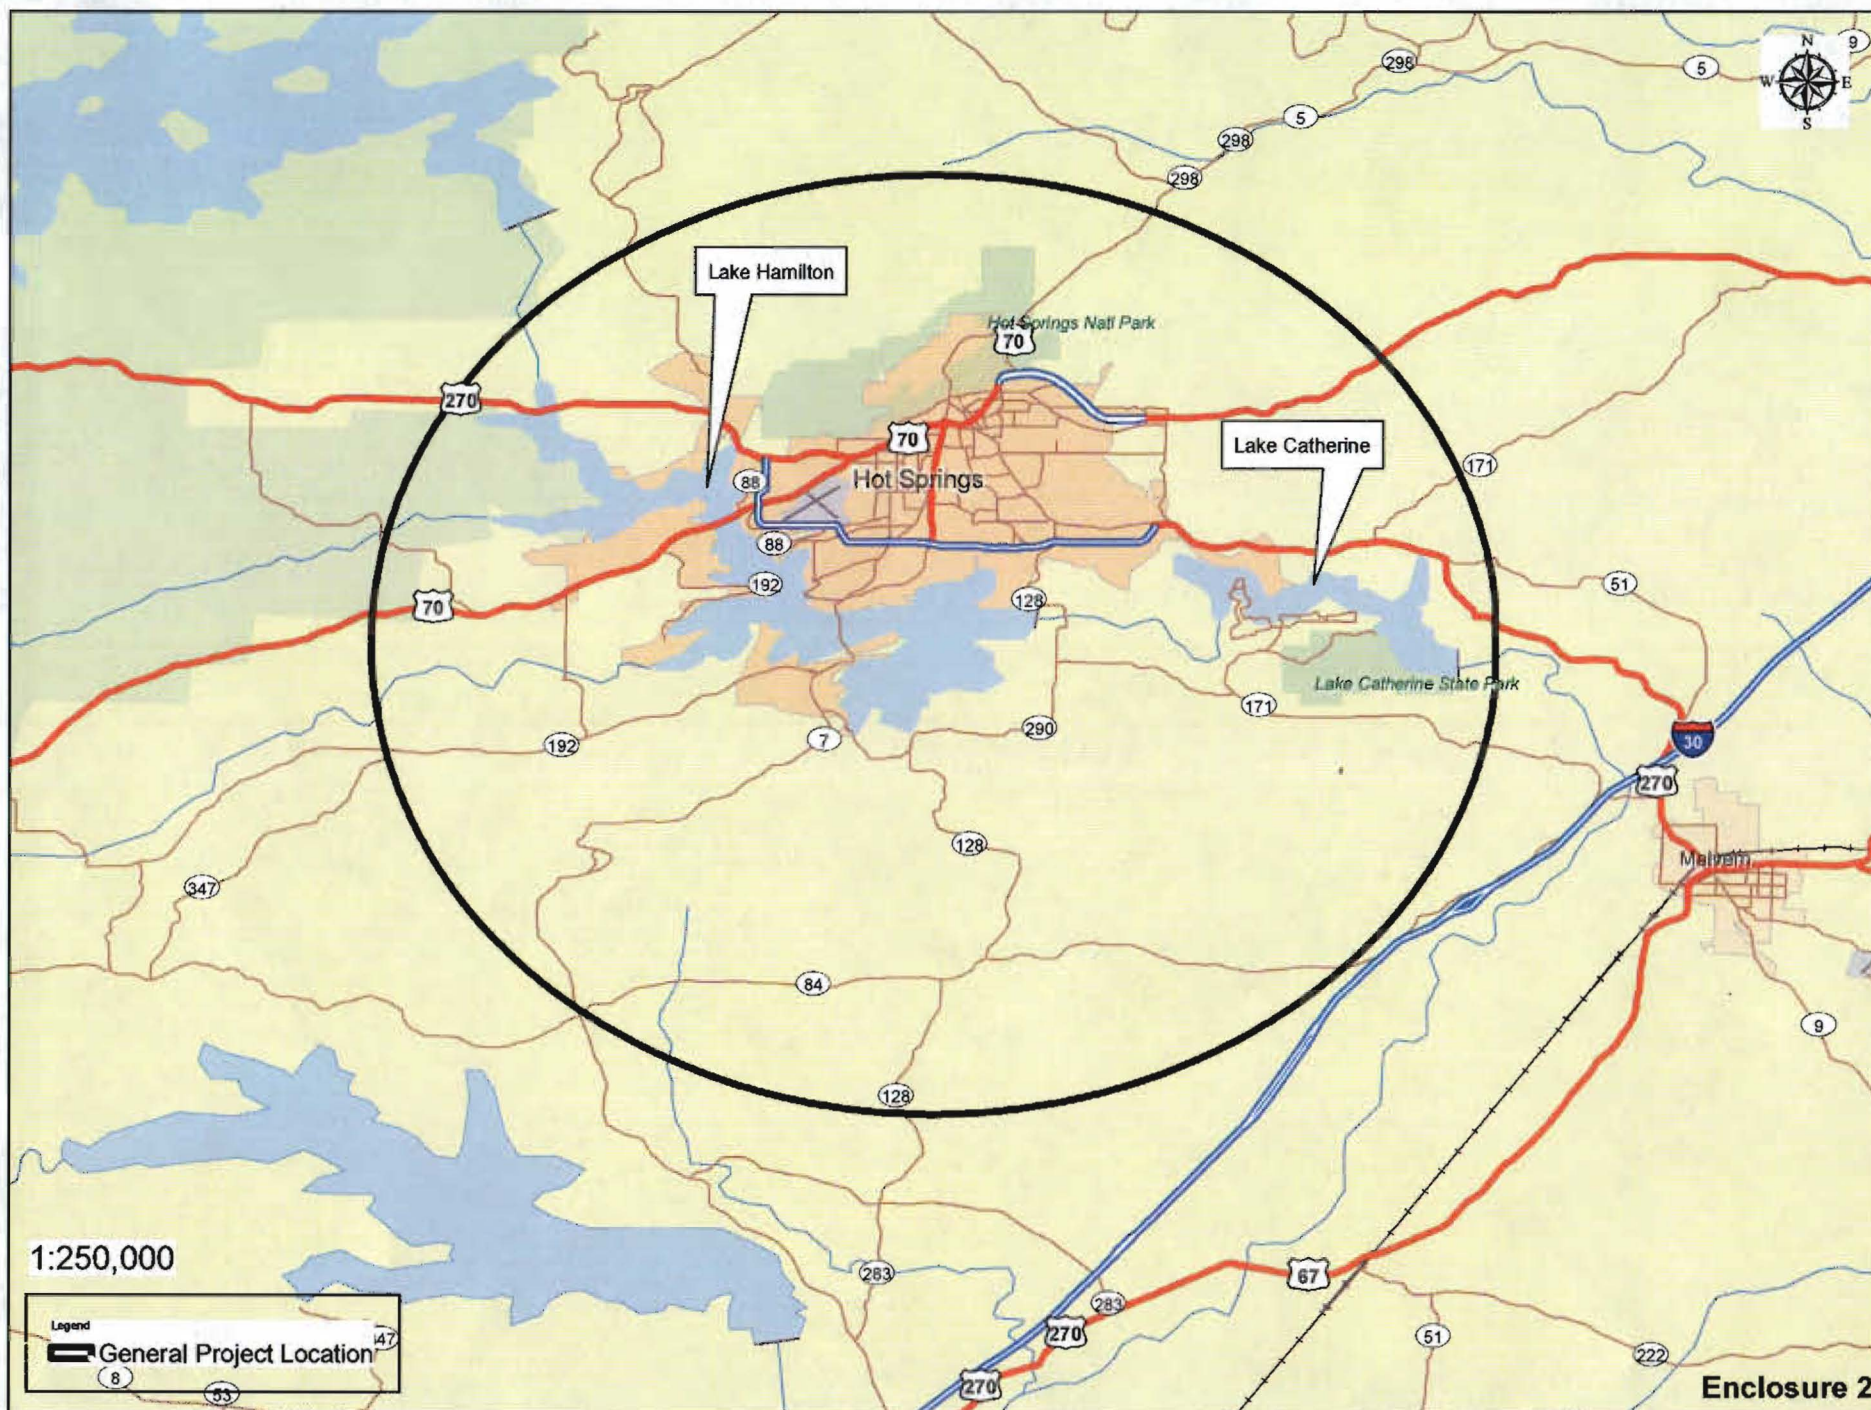 9
N
298
5
W
E
S
5
298
298
Lake Hamilton
Hot Springs Natl Park
70
270
70
Lake Catherine
171
88
Hot Springs
88
192
128
51
70
Lake Catherine State Park
171
290
7
192
30
270
128
Malvern
347
84
9
128
1:250,000
283
67
283
Legend
270
51
47
General Project Location
222
8
53
270
Enclosure 2